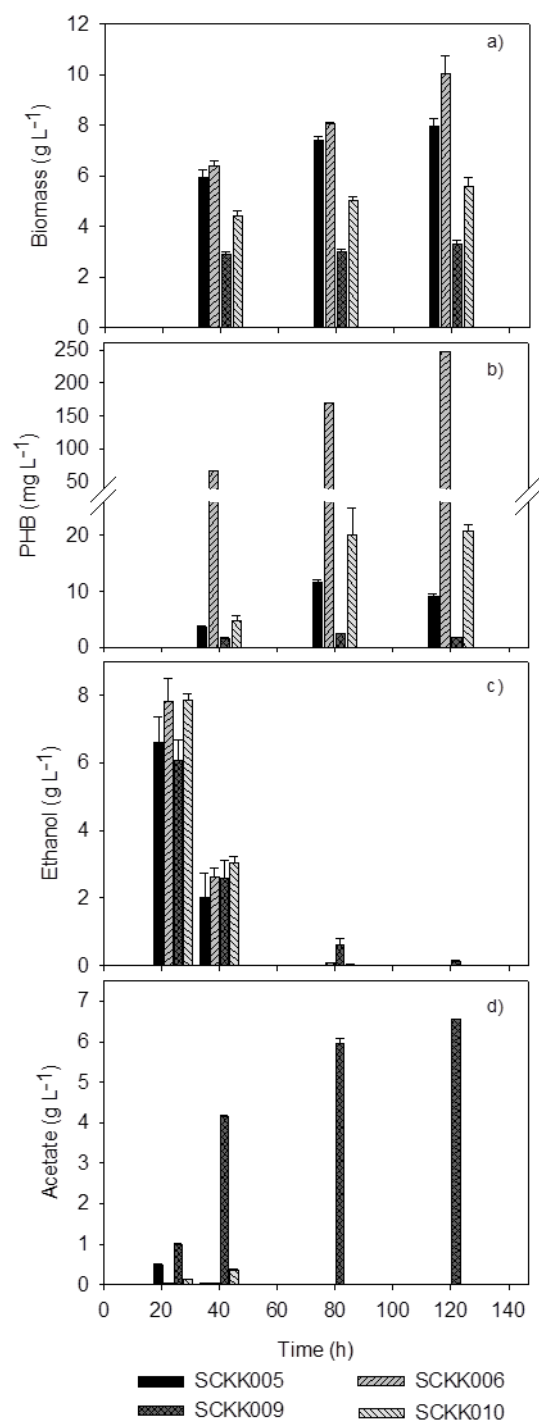 12
a)
10
8
6
4
2
0
Biomass (g L⁻¹)
250
b)
200
150
100
50
20
10
0
PHB (mg L⁻¹)
c)
8
6
4
2
0
Ethanol (g L⁻¹)
7
d)
6
5
4
3
2
1
0
Acetate (g L⁻¹)
0 20 40 60 80 100 120 140
Time (h)
SCKK005 SCKK006
SCKK009 SCKK010